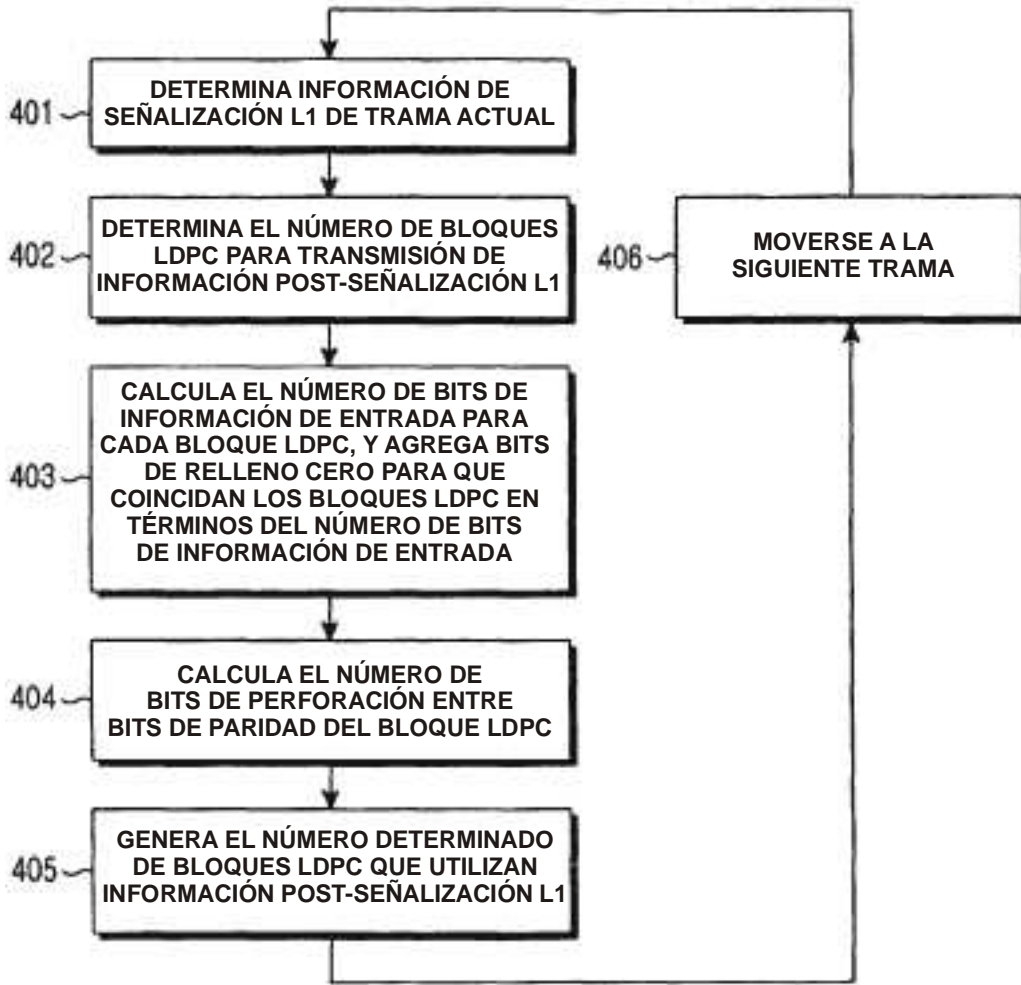 401
DETERMINA INFORMACIÓN DE
SEÑALIZACIÓN L1 DE TRAMA ACTUAL
402
DETERMINA EL NÚMERO DE BLOQUES
LDPC PARA TRANSMISIÓN DE
INFORMACIÓN POST-SEÑALIZACIÓN L1
403
CALCULA EL NÚMERO DE BITS DE
INFORMACIÓN DE ENTRADA PARA
CADA BLOQUE LDPC, Y AGREGA BITS
DE RELLENO CERO PARA QUE
COINCIDAN LOS BLOQUES LDPC EN
TÉRMINOS DEL NÚMERO DE BITS
DE INFORMACIÓN DE ENTRADA
404
CALCULA EL NÚMERO DE
BITS DE PERFORACIÓN ENTRE
BITS DE PARIDAD DEL BLOQUE LDPC
405
GENERA EL NÚMERO DETERMINADO
DE BLOQUES LDPC QUE UTILIZAN
INFORMACIÓN POST-SEÑALIZACIÓN L1
406
MOVERSE A LA
SIGUIENTE TRAMA